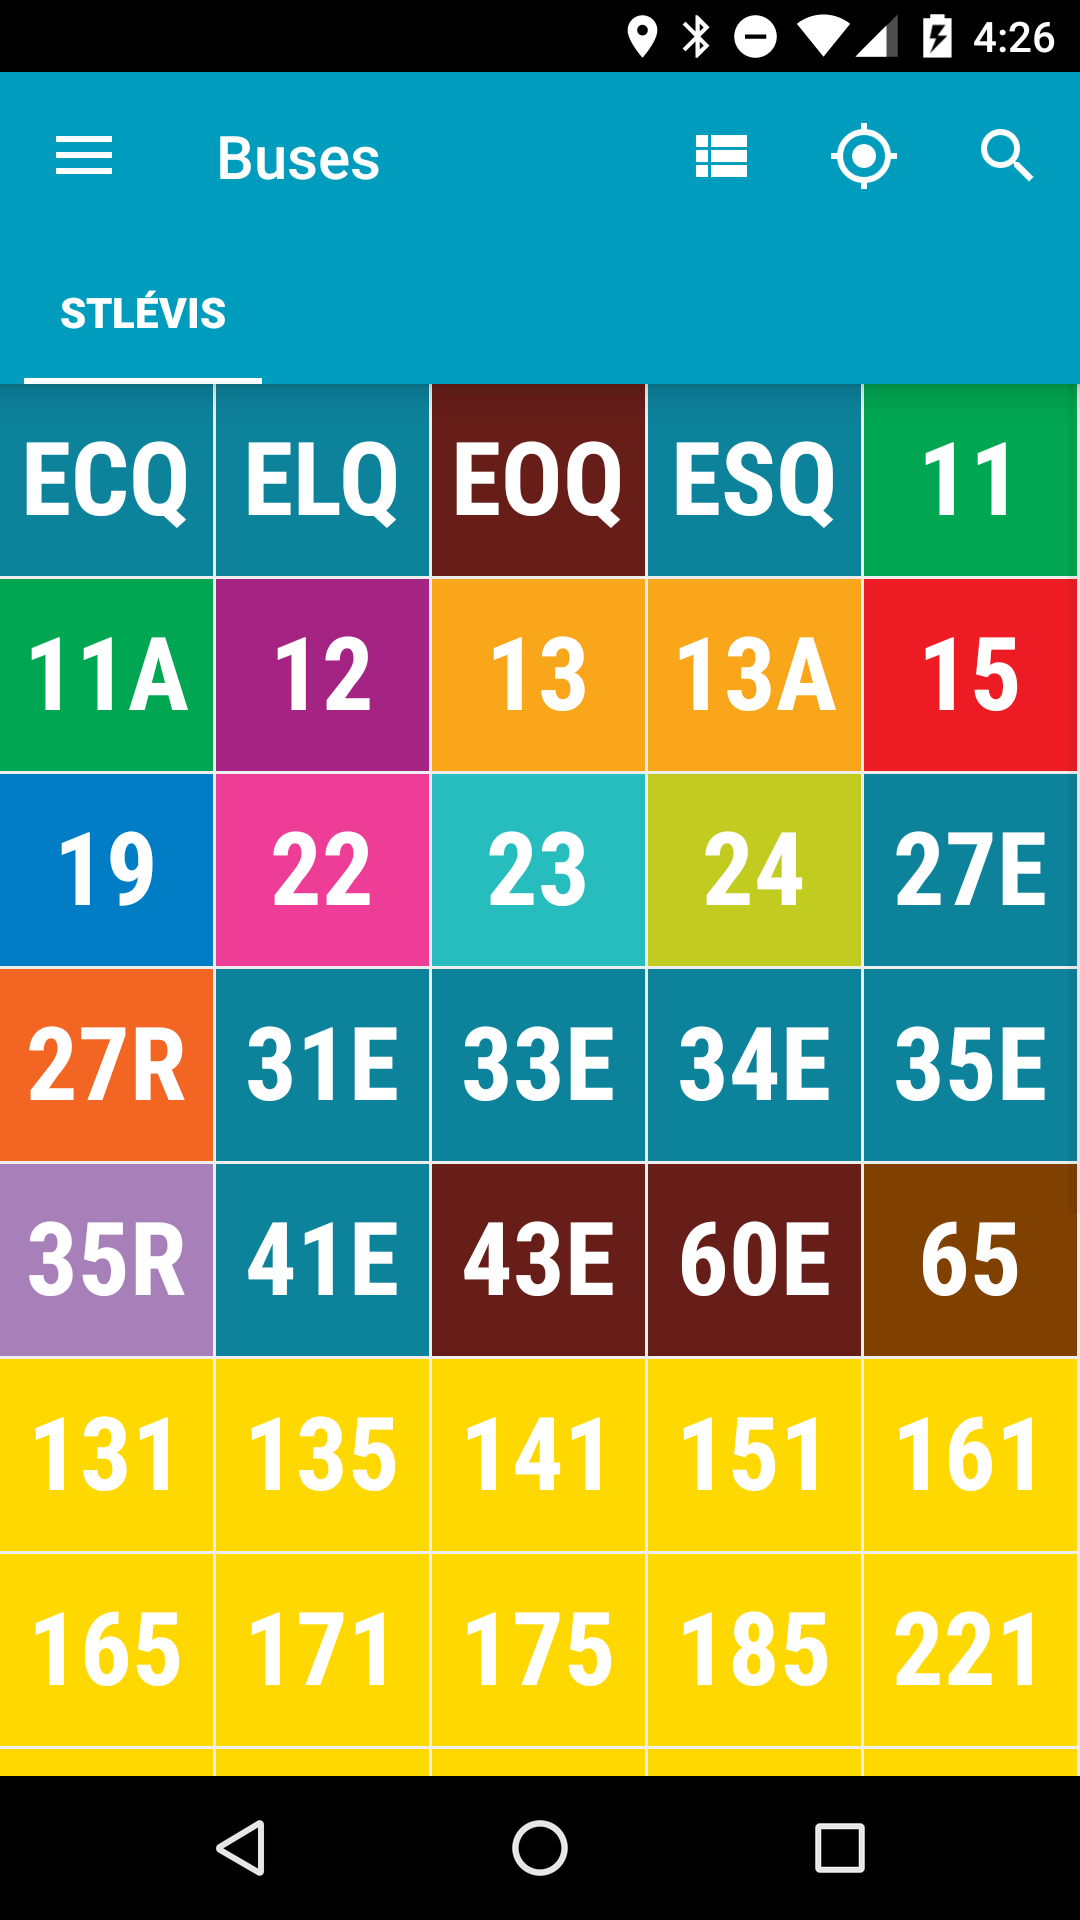 4:26
Buses
STLÉVIS
ECQ ELQ EOQ ESQ 11
11A 12 13 13A 15
19 22 23 24 27E
27R 31E 33E 34E 35E
35R 41E 43E 60E 65
131 135 141 151 161
165 171 175 185 221